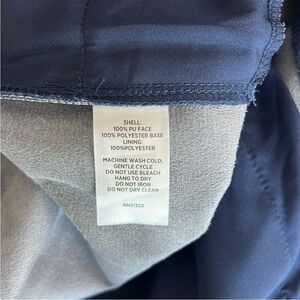 SHELL:
100% PU FACE
100% POLYESTER BASE
LINING:
100%POLYESTER
MACHINE WASH COLD,
GENTLE CYCLE
DO NOT USE BLEACH
HANG TO DRY
DO NOT IRON
DO NOT DRY CLEAN
RN51323